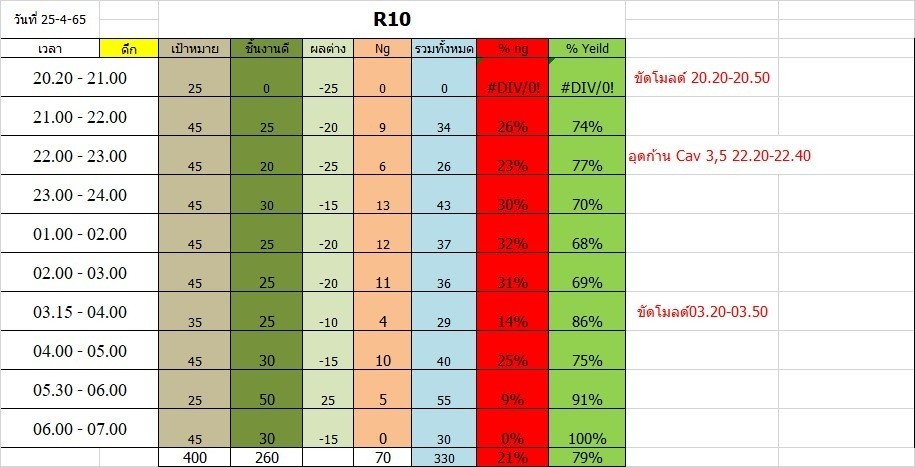 วันที่ 25-4-65 R10
เวลา ดึก เป้าหมาย ชิ้นงานดี ผลต่าง Ng รวมทั้งหมด % ng % Yeild
20.20 - 21.00 25 0 -25 0 0 #DIV/0! #DIV/0! ขัดโมลด์ 20.20-20.50
21.00 - 22.00 45 25 -20 9 34 26% 74%
22.00 - 23.00 45 20 -25 6 26 23% 77% อุดก้าน Cav 3,5 22.20-22.40
23.00 - 24.00 45 30 -15 13 43 30% 70%
01.00 - 02.00 45 25 -20 12 37 32% 68%
02.00 - 03.00 45 25 -20 11 36 31% 69%
03.15 - 04.00 35 25 -10 4 29 14% 86% ขัดโมลด์03.20-03.50
04.00 - 05.00 45 30 -15 10 40 25% 75%
05.30 - 06.00 25 50 25 5 55 9% 91%
06.00 - 07.00 45 30 -15 0 30 0% 100%
400 260 70 330 21% 79%